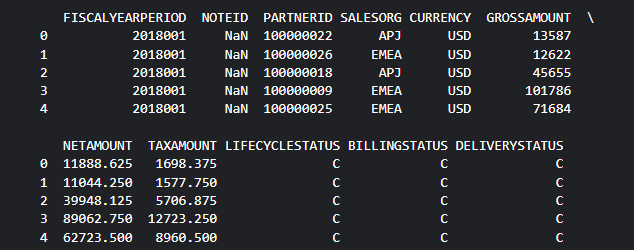 FISCALYEARPERIOD NOTEID PARTNERID SALESORG CURRENCY GROSSAMOUNT \
0 2018001 NaN 100000022 APJ USD 13587
1 2018001 NaN 100000026 EMEA USD 12622
2 2018001 NaN 100000018 APJ USD 45655
3 2018001 NaN 100000009 EMEA USD 101786
4 2018001 NaN 100000025 EMEA USD 71684
NETAMOUNT TAXAMOUNT LIFECYCLESTATUS BILLINGSTATUS DELIVERYSTATUS
0 11888.625 1698.375 C C C
1 11044.250 1577.750 C C C
2 39948.125 5706.875 C C C
3 89062.750 12723.250 C C C
4 62723.500 8960.500 C C C